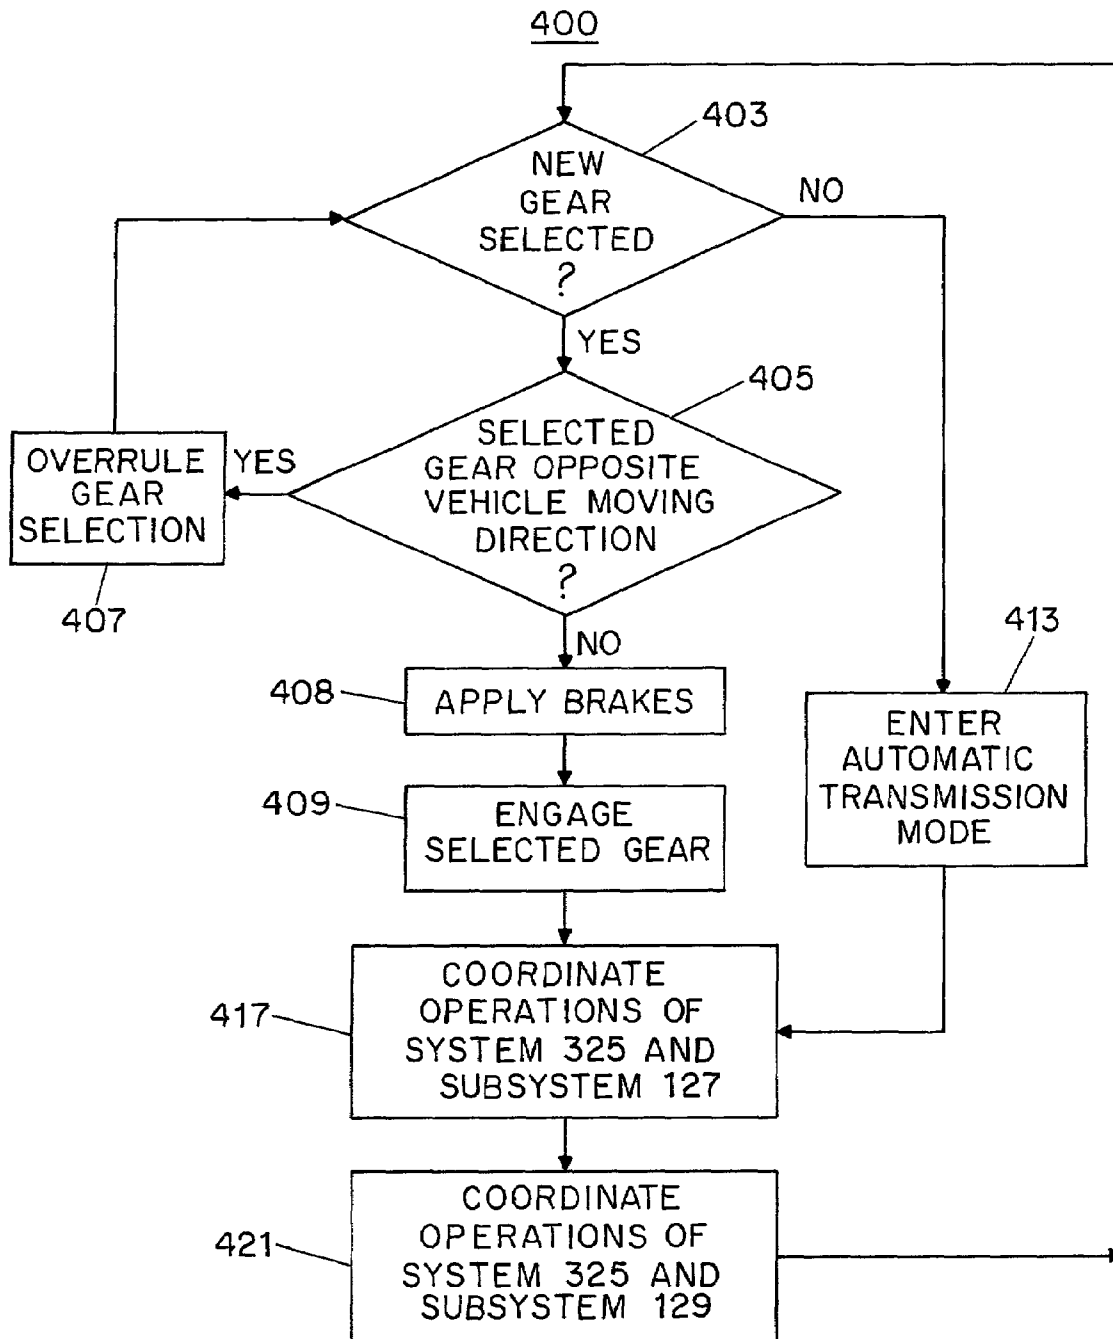 400
403
NEW
GEAR
SELECTED
?
NO
YES
405
SELECTED
GEAR OPPOSITE
VEHICLE MOVING
DIRECTION
?
YES
OVERRULE
GEAR
SELECTION
407
NO
408
APPLY BRAKES
413
ENTER
AUTOMATIC
TRANSMISSION
MODE
409
ENGAGE
SELECTED GEAR
417
COORDINATE
OPERATIONS OF
SYSTEM 325 AND
SUBSYSTEM 127
421
COORDINATE
OPERATIONS OF
SYSTEM 325 AND
SUBSYSTEM 129